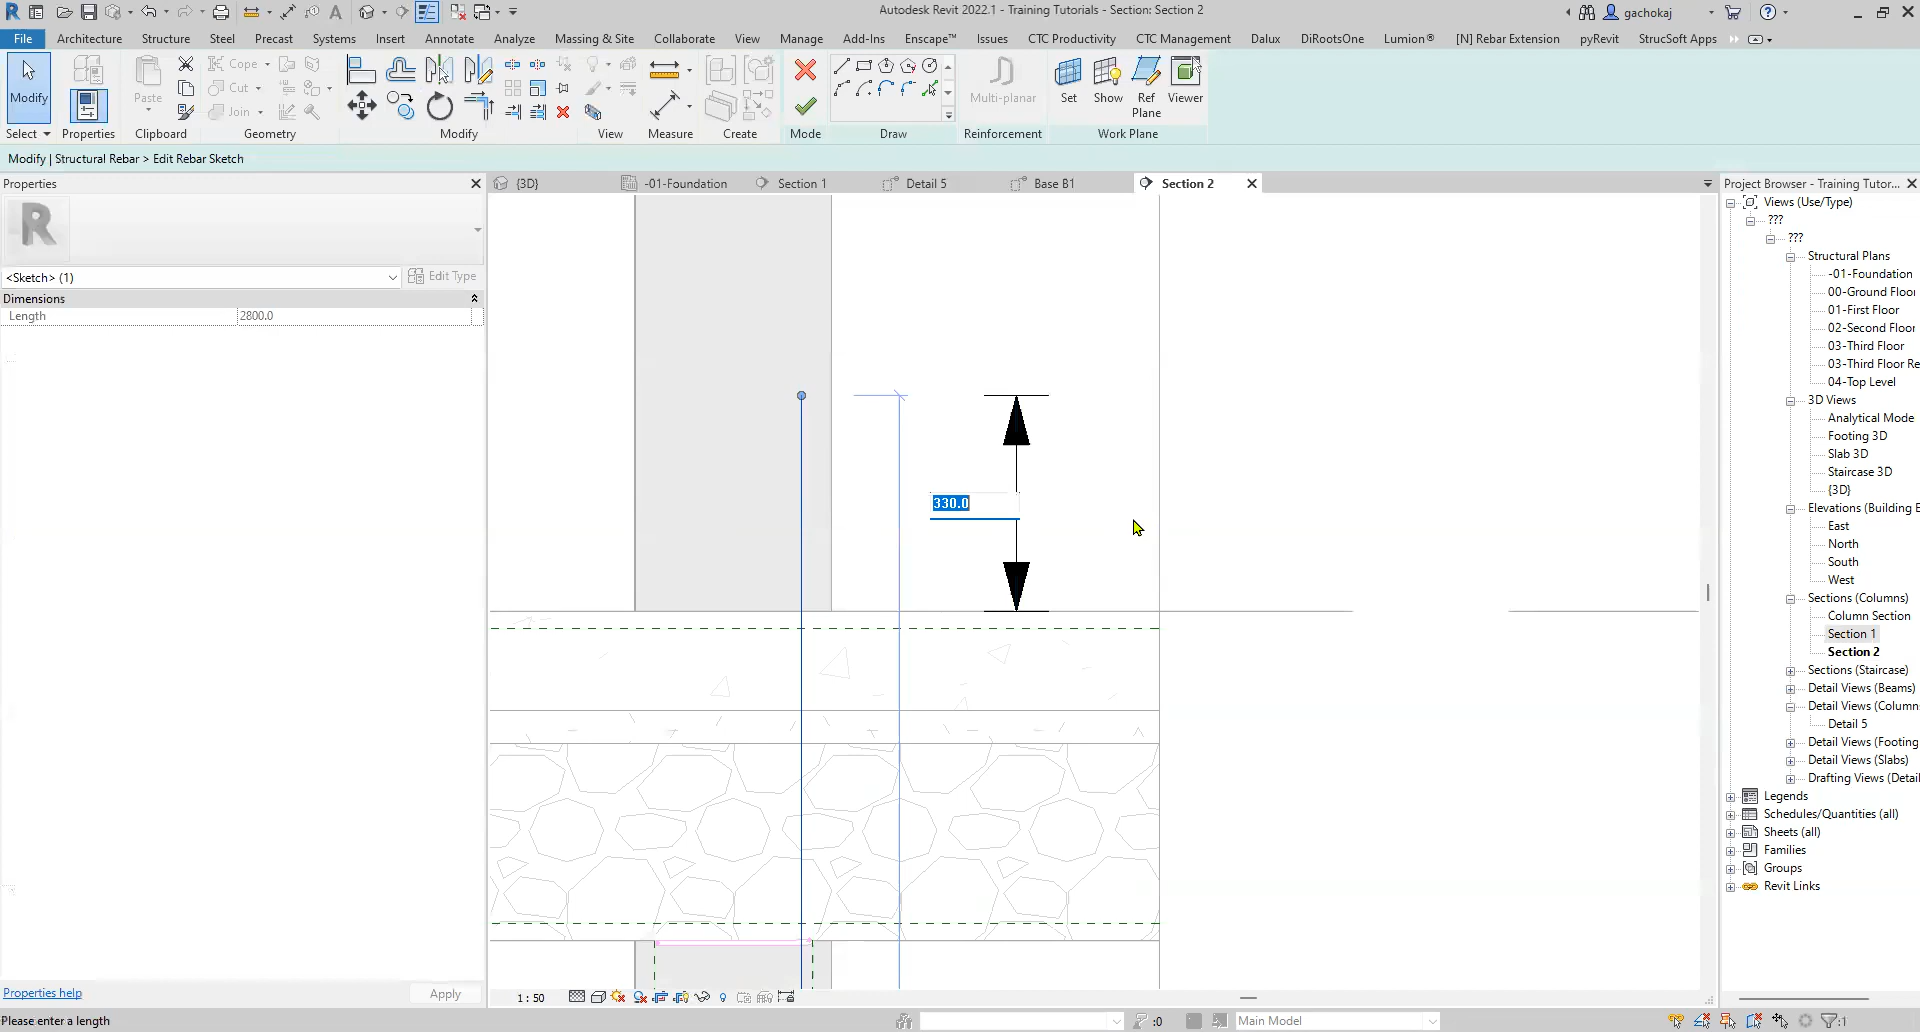 Autodesk Revit 2022.1 - Training Tutorials - Section: Section 2
gachokaj
File
Architecture
Structure
Steel
Precast
Systems
Insert
Annotate
Analyze
Massing & Site
Collaborate
View
Manage
Add-Ins
Enscape™
Issues
CTC Productivity
CTC Management
Dalux
DiRootsOne
Lumion®
[N] Rebar Extension
pyRevit
StrucSoft Apps
Modify
Paste
Cope
Cut
Join
Multi-planar
Set
Show
Ref
Plane
Viewer
Select
Properties
Clipboard
Geometry
Modify
View
Measure
Create
Mode
Draw
Reinforcement
Work Plane
Modify | Structural Rebar > Edit Rebar Sketch
Properties
{3D}
-01-Foundation
Section 1
Detail 5
Base B1
Section 2
Project Browser - Training Tutor...
<Sketch> (1)
Edit Type
Dimensions
Length
2800.0
330.0
Views (Use/Type)
???
???
Structural Plans
-01-Foundation
00-Ground Floor
01-First Floor
02-Second Floor
03-Third Floor
03-Third Floor Re
04-Top Level
3D Views
Analytical Mode
Footing 3D
Slab 3D
Staircase 3D
{3D}
Elevations (Building E
East
North
South
West
Sections (Columns)
Column Section
Section 1
Section 2
Sections (Staircase)
Detail Views (Beams)
Detail Views (Column
Detail 5
Detail Views (Footing
Detail Views (Slabs)
Drafting Views (Detail
Legends
Schedules/Quantities (all)
Sheets (all)
Families
Groups
Revit Links
Properties help
Apply
1 : 50
Please enter a length
:0
Main Model
:1